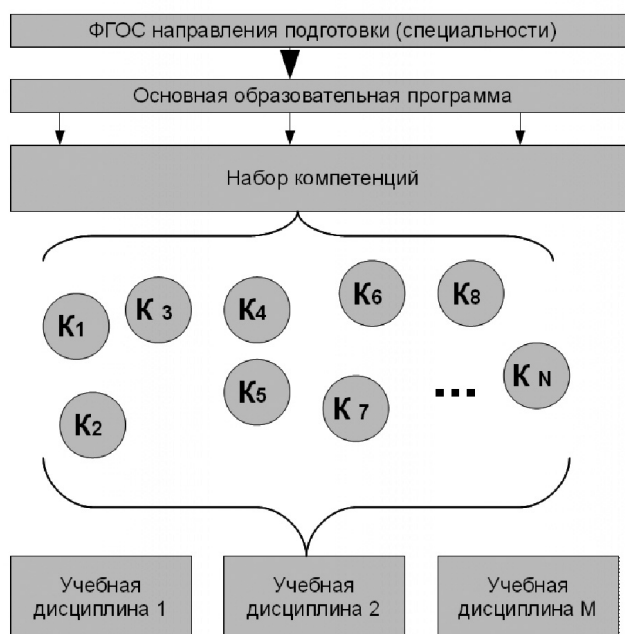 ФГОС направления подготовки (специальности)
Основная образовательная программа
Набор компетенций
К1
К 3
К4
К6
К8
К2
К5
К 7
...
К N
Учебная
дисциплина 1
Учебная
дисциплина 2
Учебная
дисциплина М